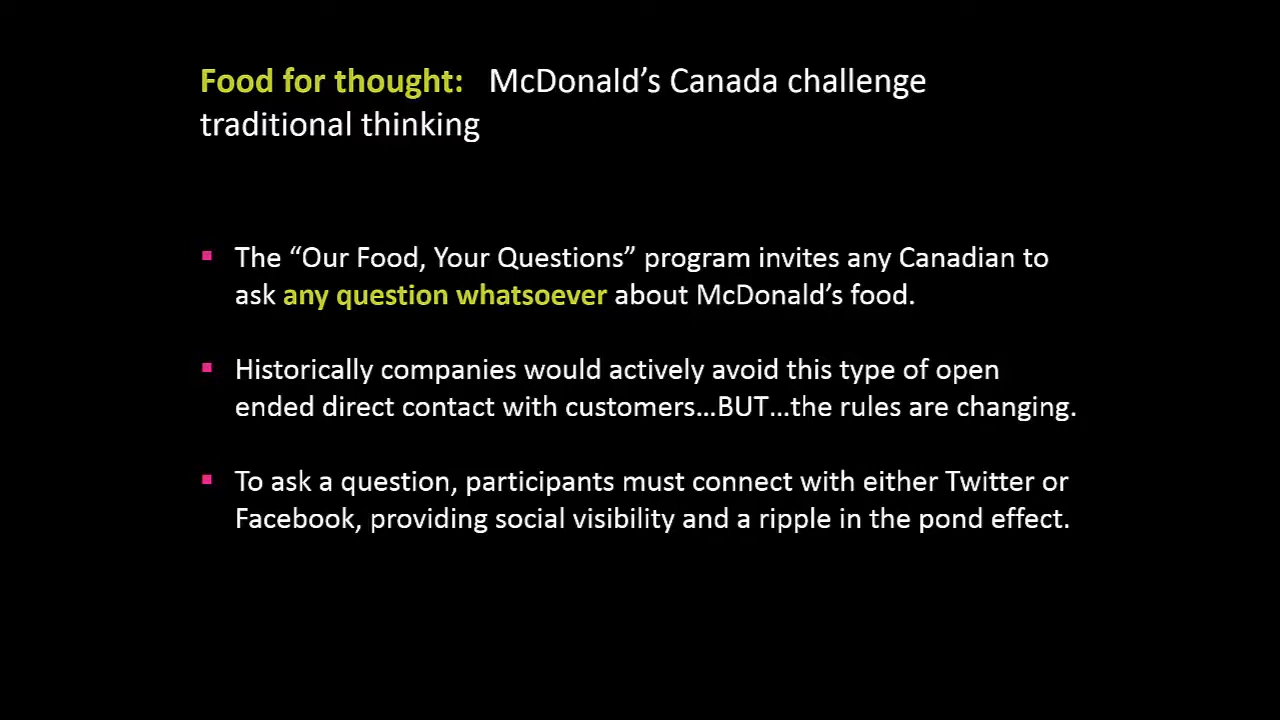 Food for thought: McDonald’s Canada challenge
traditional thinking
▪ The “Our Food, Your Questions” program invites any Canadian to
ask any question whatsoever about McDonald’s food.
▪ Historically companies would actively avoid this type of open
ended direct contact with customers…BUT…the rules are changing.
▪ To ask a question, participants must connect with either Twitter or
Facebook, providing social visibility and a ripple in the pond effect.